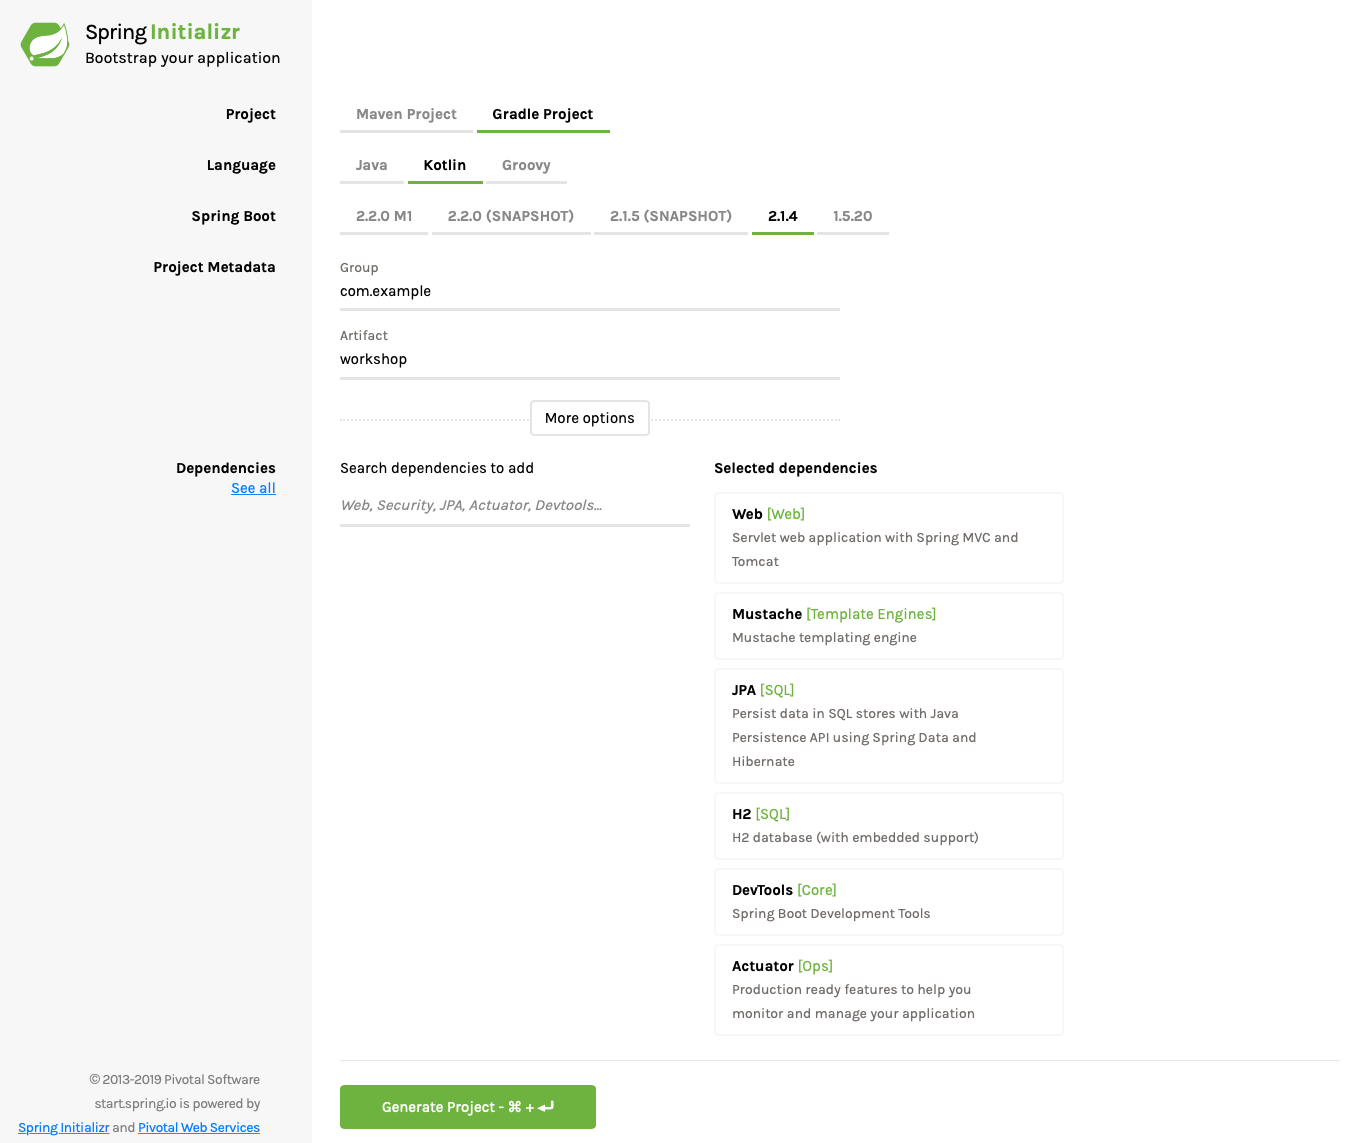 Spring Initializr
Bootstrap your application
Project
Maven Project Gradle Project
Language
Java Kotlin Groovy
Spring Boot
2.2.0 M1 2.2.0 (SNAPSHOT) 2.1.5 (SNAPSHOT) 2.1.4 1.5.20
Project Metadata
Group
com.example
Artifact
workshop
More options
Dependencies
See all
Search dependencies to add
Web, Security, JPA, Actuator, Devtools...
Selected dependencies
Web [Web]
Servlet web application with Spring MVC and
Tomcat
Mustache [Template Engines]
Mustache templating engine
JPA [SQL]
Persist data in SQL stores with Java
Persistence API using Spring Data and
Hibernate
H2 [SQL]
H2 database (with embedded support)
DevTools [Core]
Spring Boot Development Tools
Actuator [Ops]
Production ready features to help you
monitor and manage your application
© 2013-2019 Pivotal Software
start.spring.io is powered by
Spring Initializr and Pivotal Web Services
Generate Project - ⌘ + ↵